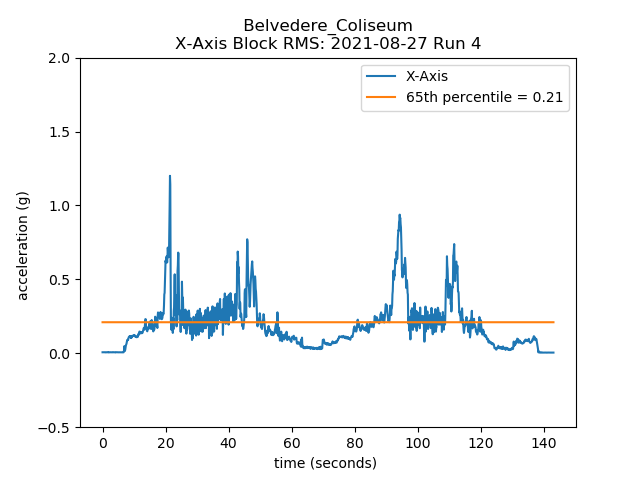 Belvedere_Coliseum
X-Axis Block RMS: 2021-08-27 Run 4
X-Axis
65th percentile = 0.21
2.0
1.5
1.0
0.5
0.0
−0.5
acceleration (g)
0 20 40 60 80 100 120 140
time (seconds)